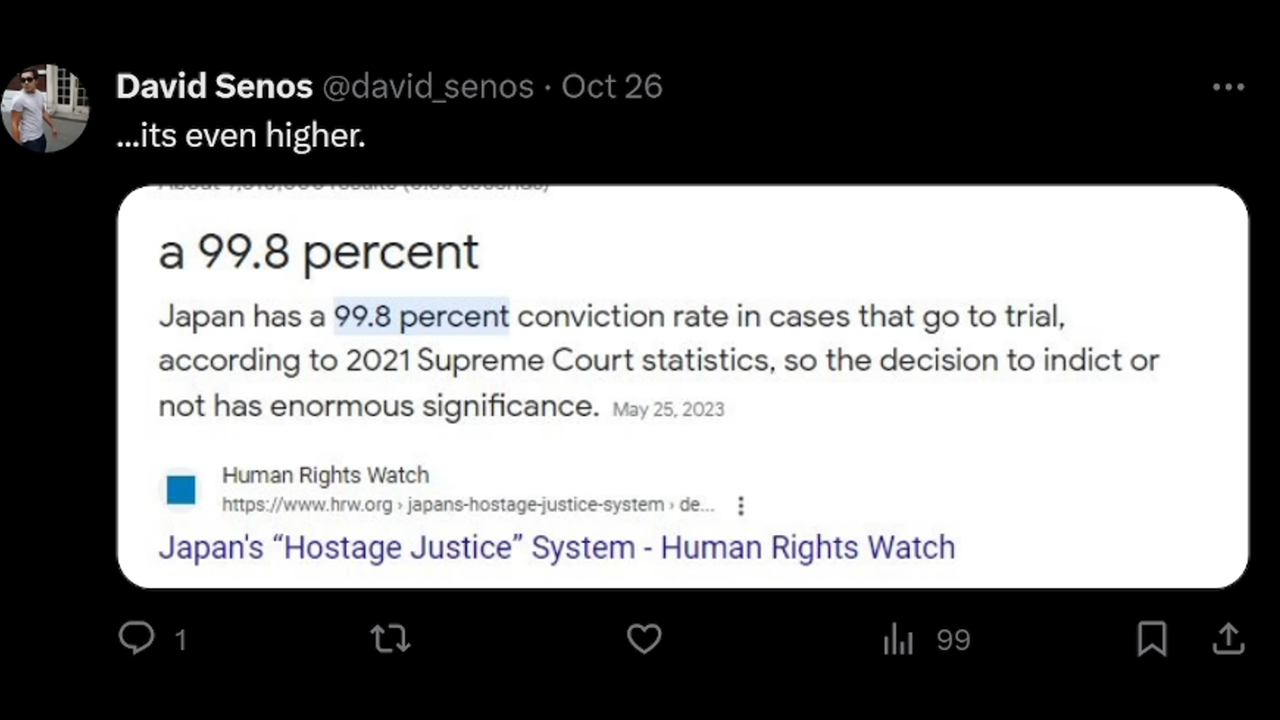 David Senos @david_senos · Oct 26
...its even higher.
a 99.8 percent
Japan has a 99.8 percent conviction rate in cases that go to trial,
according to 2021 Supreme Court statistics, so the decision to indict or
not has enormous significance. May 25, 2023
Human Rights Watch
https://www.hrw.org › japans-hostage-justice-system › de...
Japan's “Hostage Justice” System - Human Rights Watch
1
99